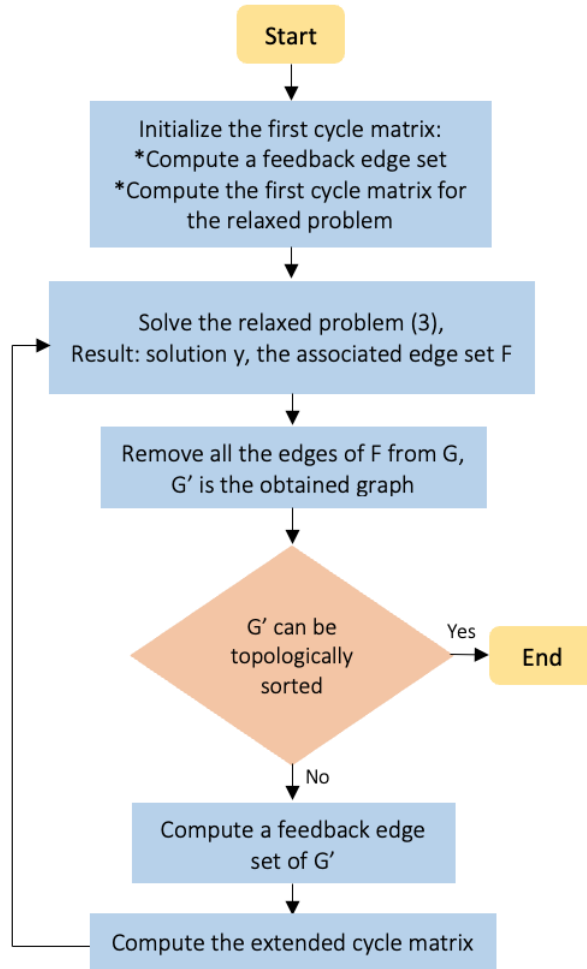 Start
Initialize the first cycle matrix:
*Compute a feedback edge set
*Compute the first cycle matrix for
the relaxed problem
Solve the relaxed problem (3),
Result: solution y, the associated edge set F
Remove all the edges of F from G,
G’ is the obtained graph
G’ can be
topologically
sorted
Yes
End
No
Compute a feedback edge
set of G’
Compute the extended cycle matrix